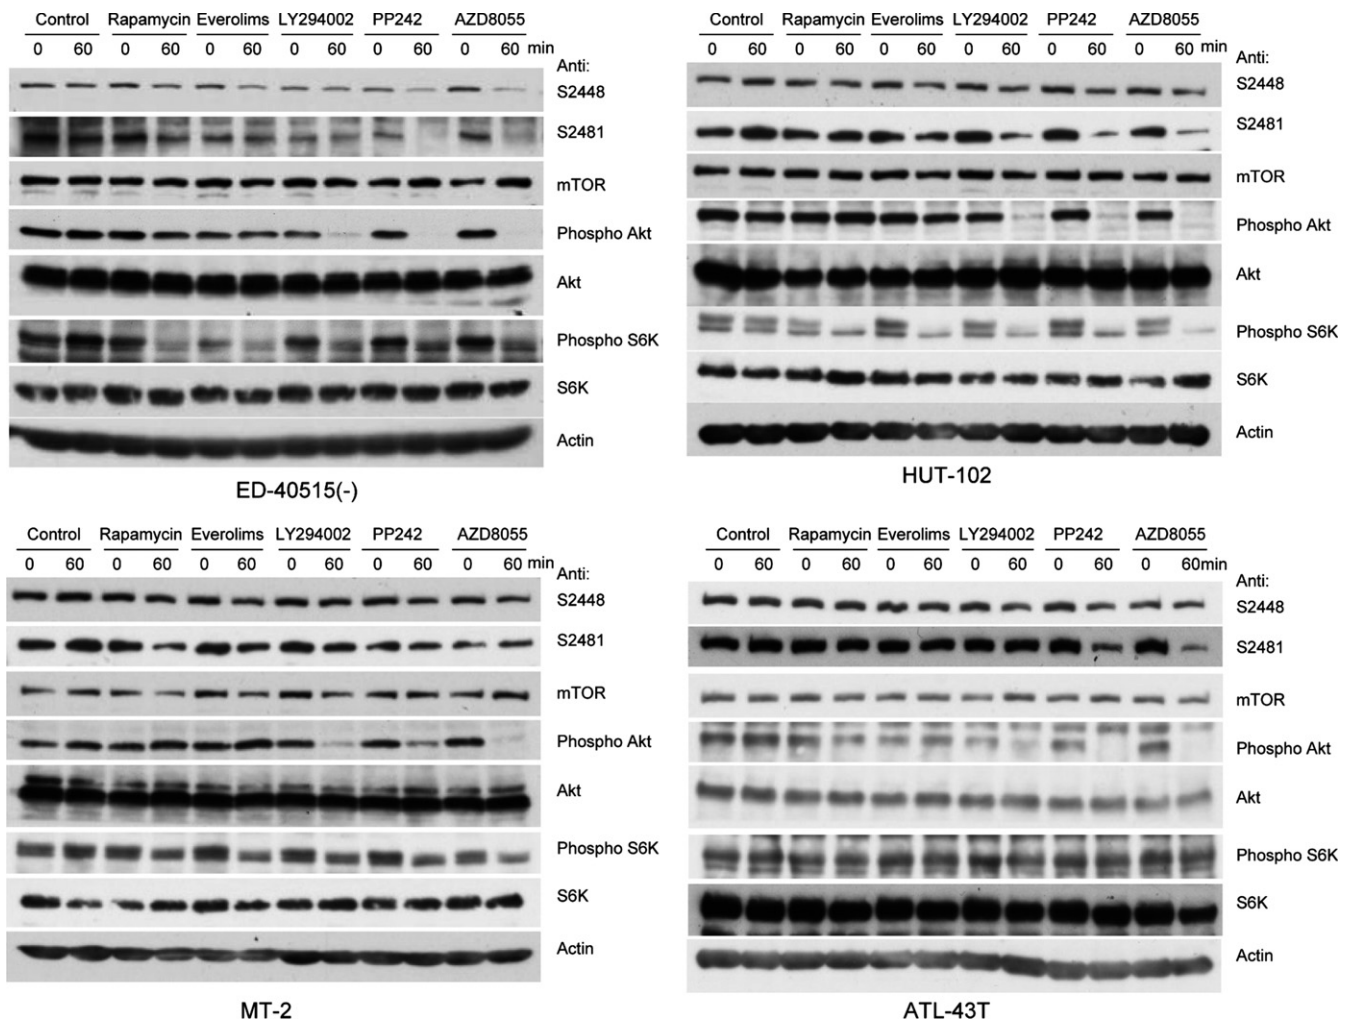 Control Rapamycin Everolims LY294002 PP242 AZD8055
0 60 0 60 0 60 0 60 0 60 0 60 min
Anti:
S2448
S2481
mTOR
Phospho Akt
Akt
Phospho S6K
S6K
Actin
ED-40515(-)
Control Rapamycin Everolims LY294002 PP242 AZD8055
0 60 0 60 0 60 0 60 0 60 0 60 min
Anti:
S2448
S2481
mTOR
Phospho Akt
Akt
Phospho S6K
S6K
Actin
HUT-102
Control Rapamycin Everolims LY294002 PP242 AZD8055
0 60 0 60 0 60 0 60 0 60 0 60 min
Anti:
S2448
S2481
mTOR
Phospho Akt
Akt
Phospho S6K
S6K
Actin
MT-2
Control Rapamycin Everolims LY294002 PP242 AZD8055
0 60 0 60 0 60 0 60 0 60 0 60min
Anti:
S2448
S2481
mTOR
Phospho Akt
Akt
Phospho S6K
S6K
Actin
ATL-43T